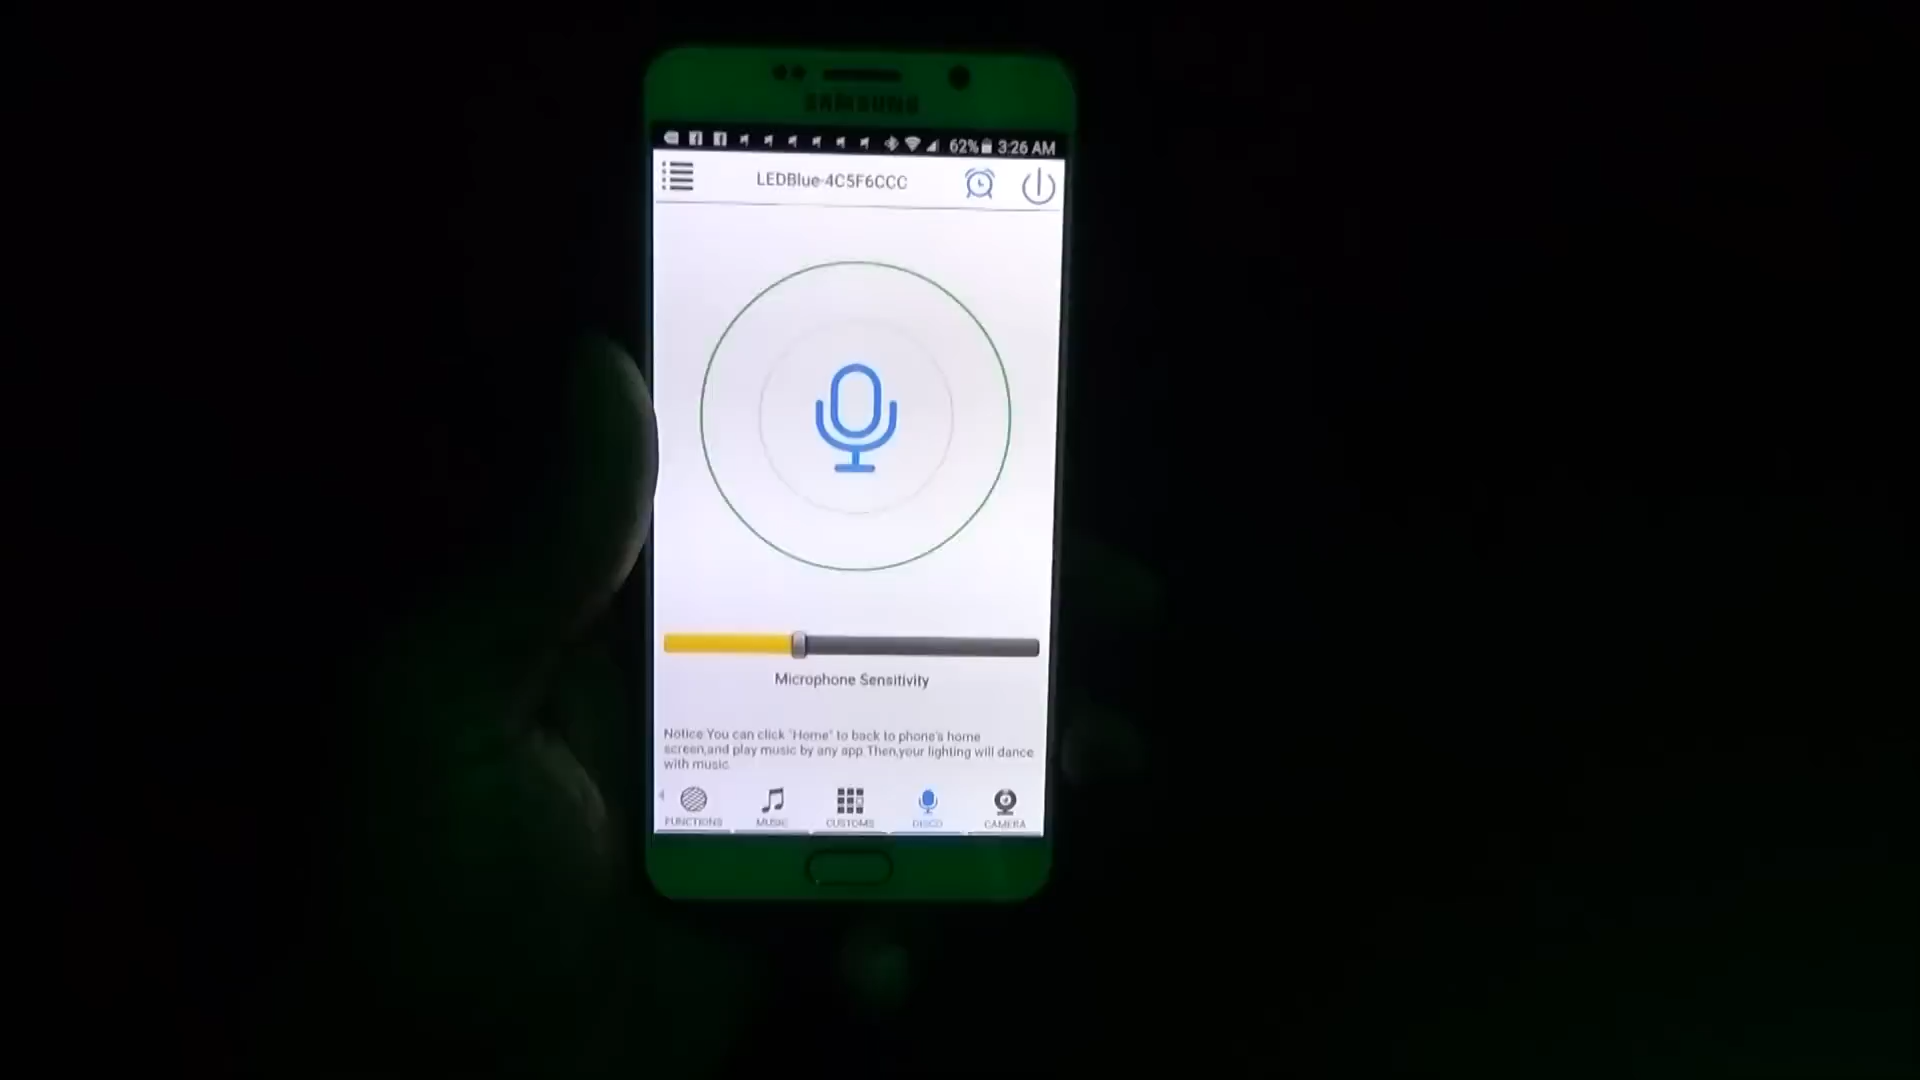 SAMSUNG
62% 3:26 AM
LEDBlue-4C5F6CCC
Microphone Sensitivity
Notice:You can click "Home" to back to phone's home
screen,and play music by any app.Then,your lighting will dance
with music.
FUNCTIONS MUSIC CUSTOMS DISCO CAMERA